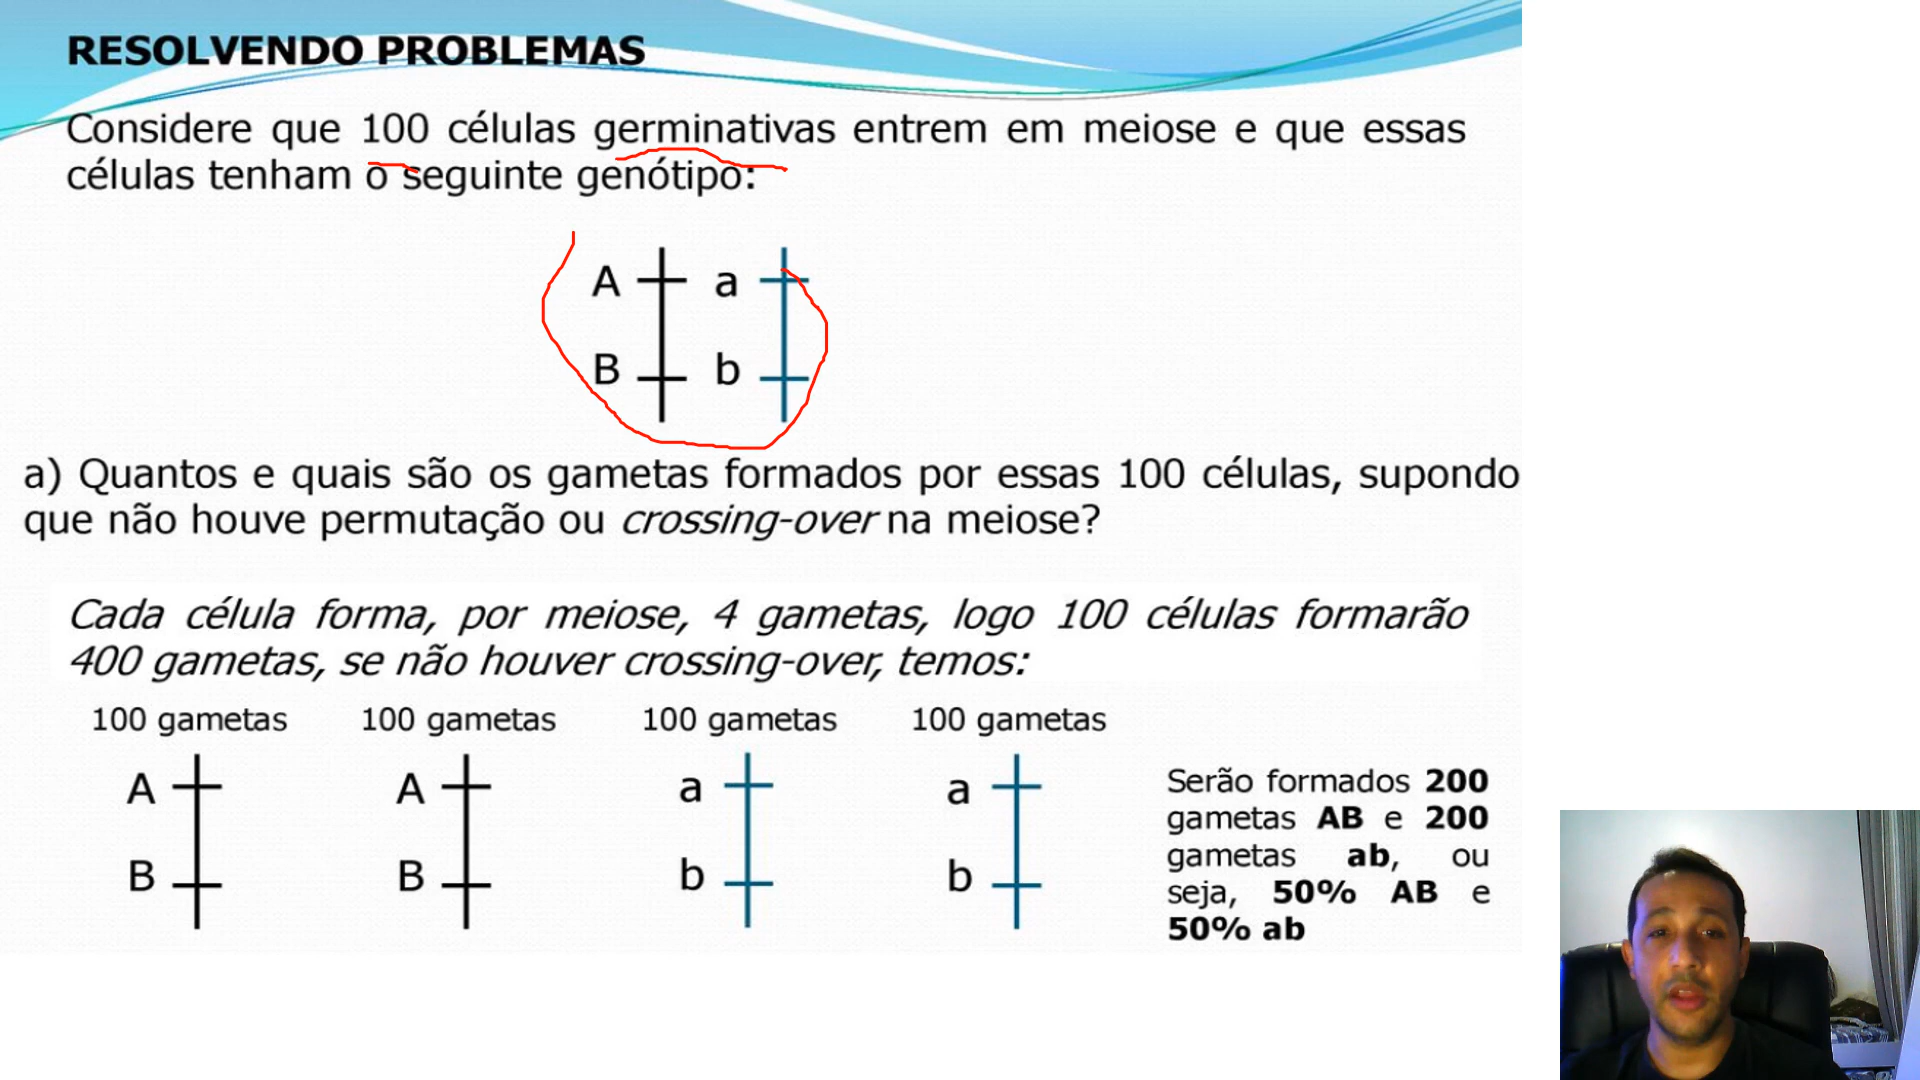 RESOLVENDO PROBLEMAS
Considere que 100 células germinativas entrem em meiose e que essas
células tenham o seguinte genótipo:
A a
B b
a) Quantos e quais são os gametas formados por essas 100 células, supondo
que não houve permutação ou crossing-over na meiose?
Cada célula forma, por meiose, 4 gametas, logo 100 células formarão
400 gametas, se não houver crossing-over, temos:
100 gametas 100 gametas 100 gametas 100 gametas
A A a a
B B b b
Serão formados 200
gametas AB e 200
gametas ab, ou
seja, 50% AB e
50% ab